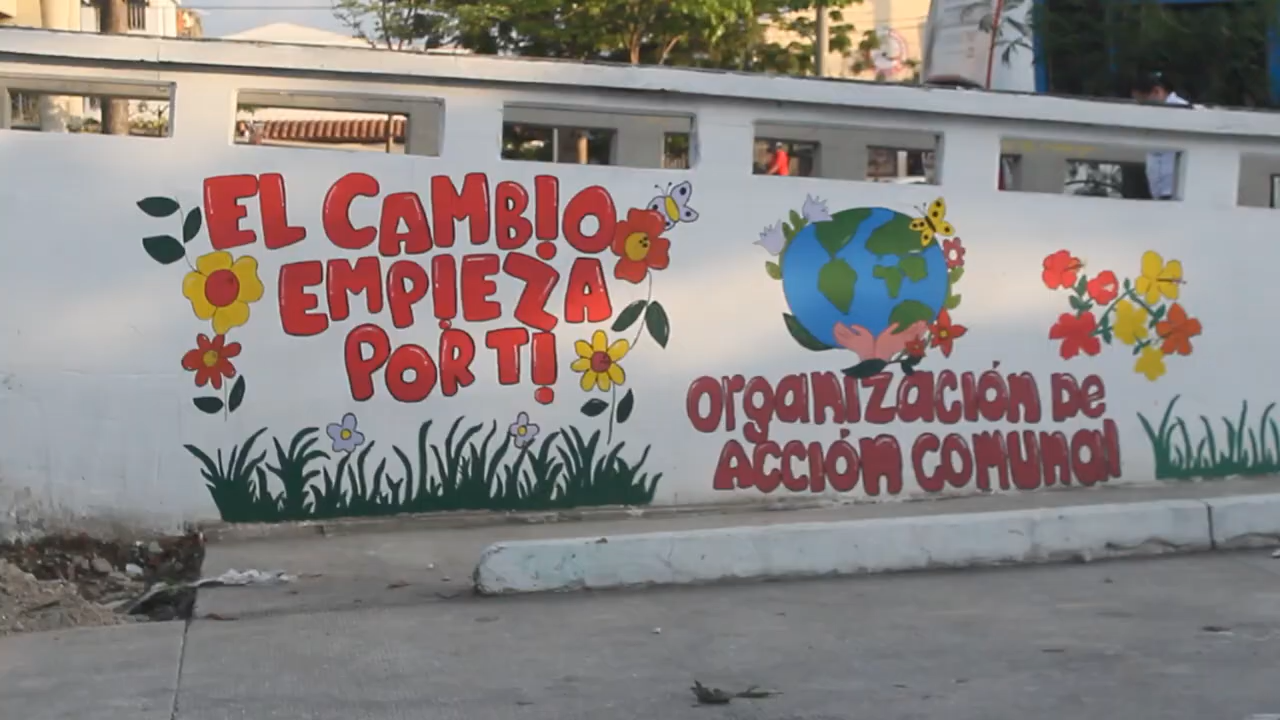 EL CAMBIO
EMPIEZA
POR TI
Organización de
Acción comunal